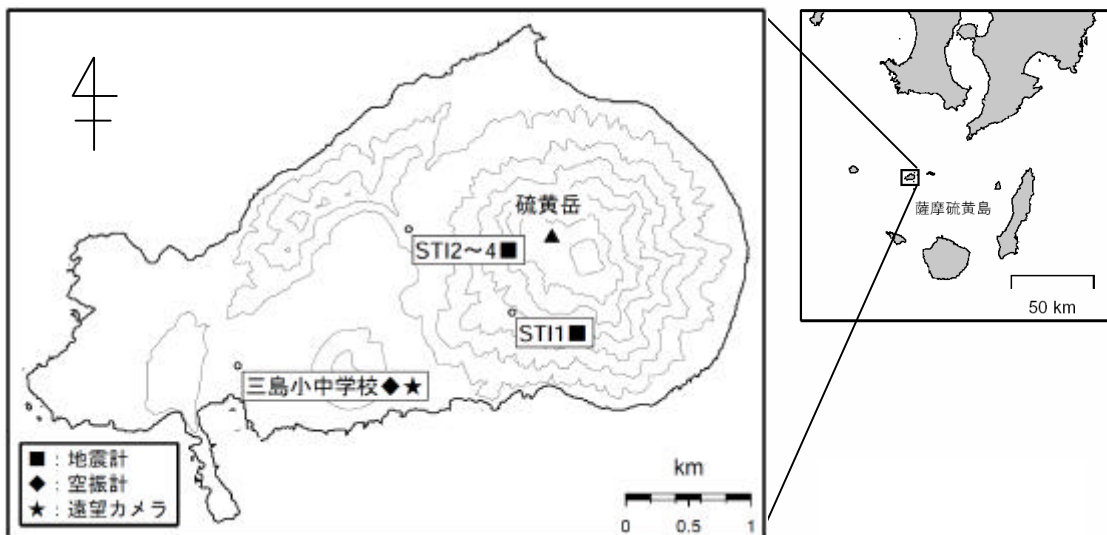 硫黄岳
STI2～4■
STI1■
三島小中学校◆★
■：地震計
◆：空振計
★：遠望カメラ
km
0 0.5 1
薩摩硫黄島
50 km